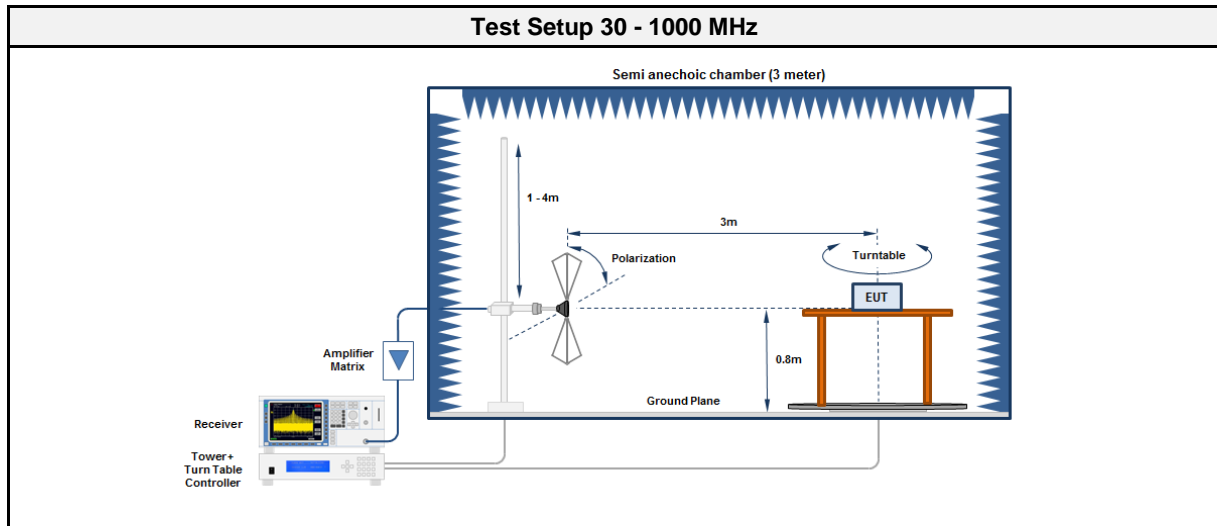 Test Setup 30 - 1000 MHz
Semi anechoic chamber (3 meter)
1 - 4m
3m
Polarization
Turntable
EUT
Amplifier
Matrix
0.8m
Ground Plane
Receiver
Tower+
Turn Table
Controller